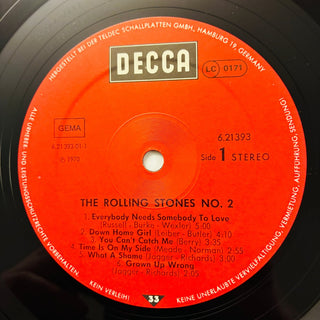 HERGESTELLT BEI DER TELDEC SCHALLPLATTEN GMBH, HAMBURG 19, GERMANY
DECCA
LC 0171
GEMA
6.21393
6.21393-01-1
Side 1 STEREO
℗ 1970
THE ROLLING STONES NO. 2
1. Everybody Needs Somebody To Love
(Russell - Burke - Wexler) 5:00
2. Down Home Girl (Leiber - Butler) 4:10
3. You Can't Catch Me (Berry) 3:35
4. Time Is On My Side (Meade - Norman) 2:55
5. What A Shame (Jagger - Richards) 3:05
6. Grown Up Wrong
(Jagger - Richards) 2:05
33
ALLE URHEBER- UND LEISTUNGSSCHUTZRECHTE VORBEHALTEN
KEIN VERLEIH!
KEINE UNERLAUBTE VERVIELFÄLTIGUNG, VERMIETUNG, AUFFÜHRUNG, SENDUNG!